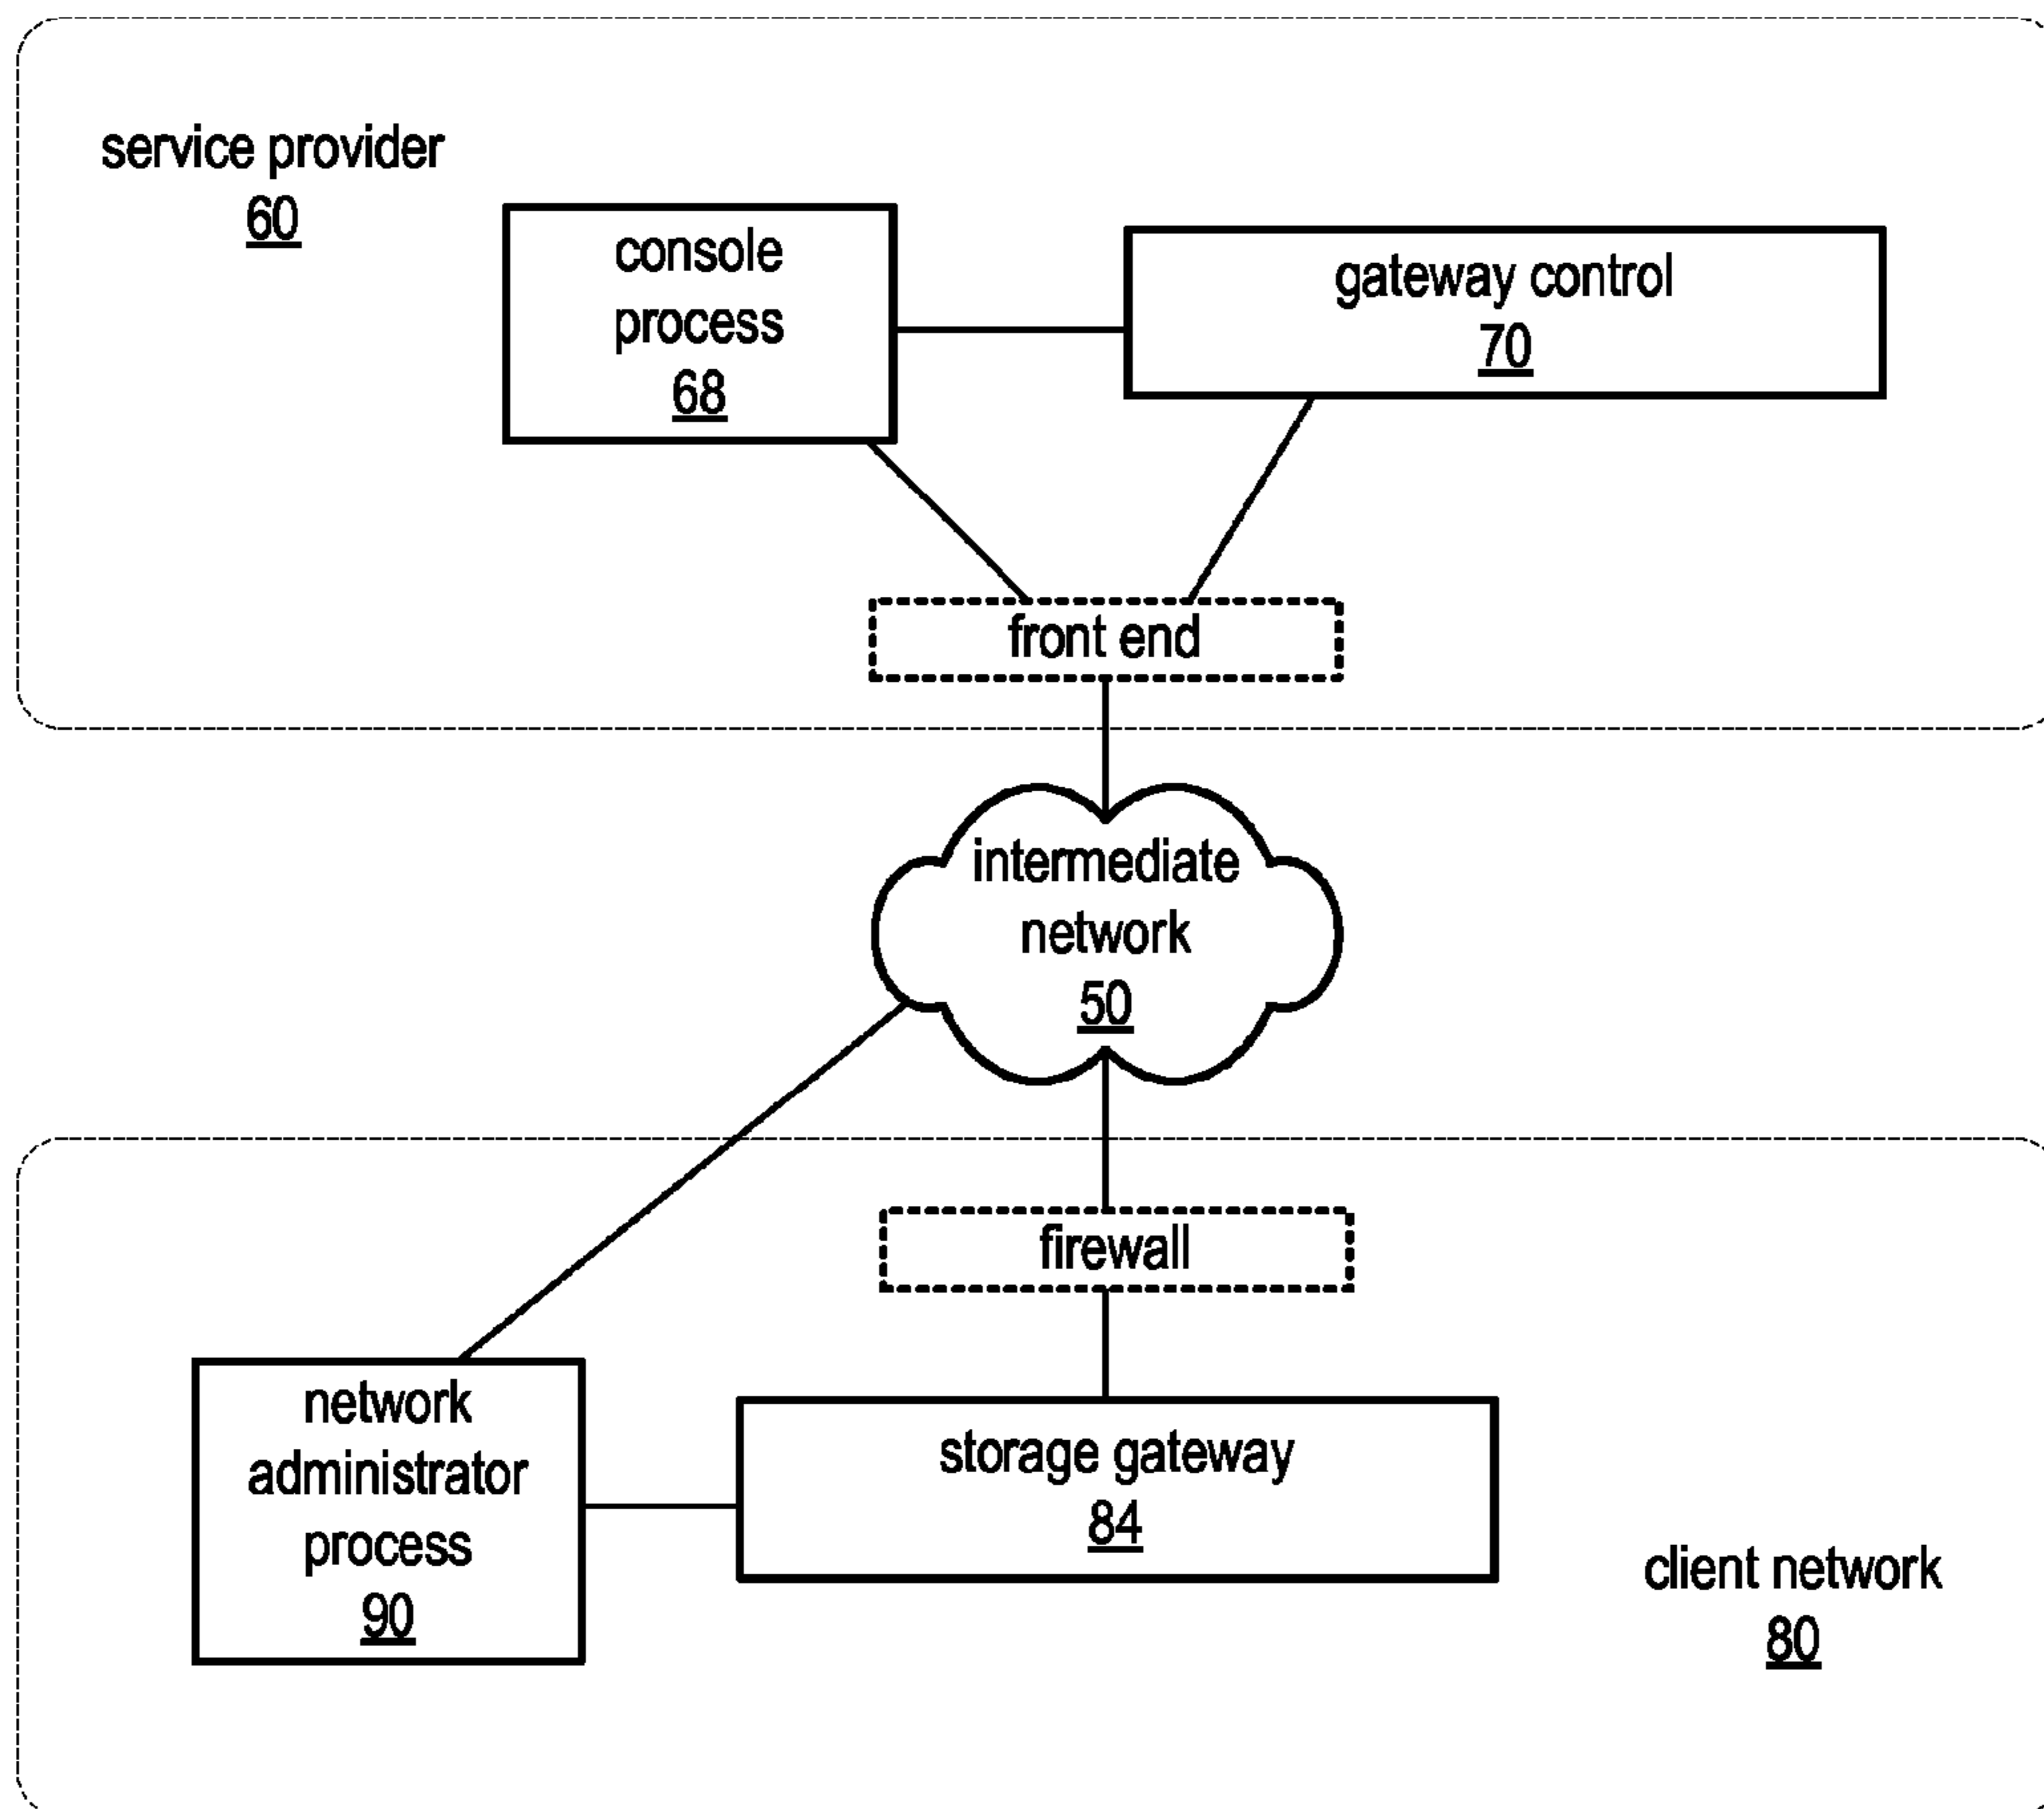 service provider
60
console
process
68
gateway control
70
front end
intermediate
network
50
firewall
network
administrator
process
90
storage gateway
84
client network
80